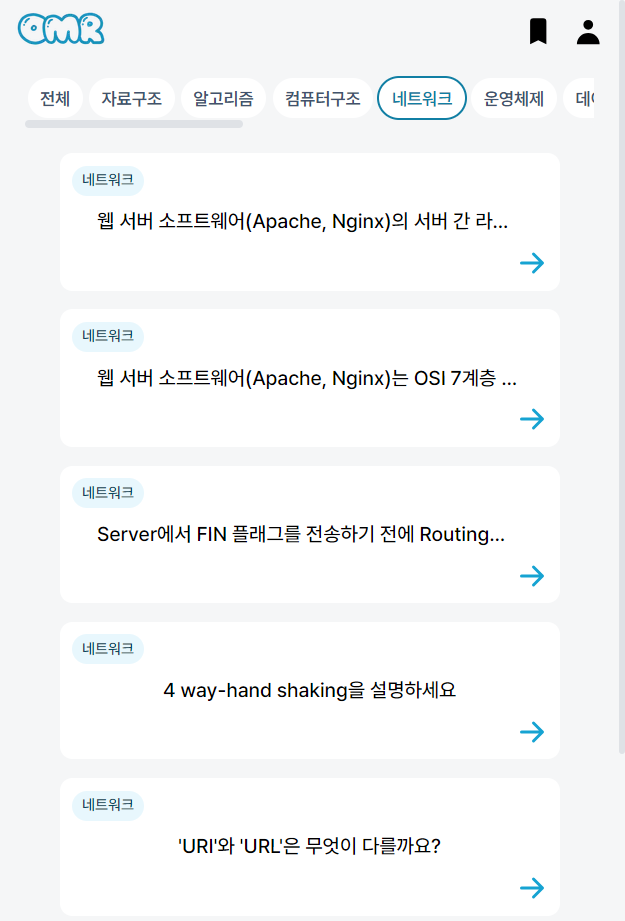 OMR
전체 자료구조 알고리즘 컴퓨터구조 네트워크 운영체제
네트워크
웹 서버 소프트웨어(Apache, Nginx)의 서버 간 라...
네트워크
웹 서버 소프트웨어(Apache, Nginx)는 OSI 7계층 ...
네트워크
Server에서 FIN 플래그를 전송하기 전에 Routing...
네트워크
4 way-hand shaking을 설명하세요
네트워크
'URI'와 'URL'은 무엇이 다를까요?